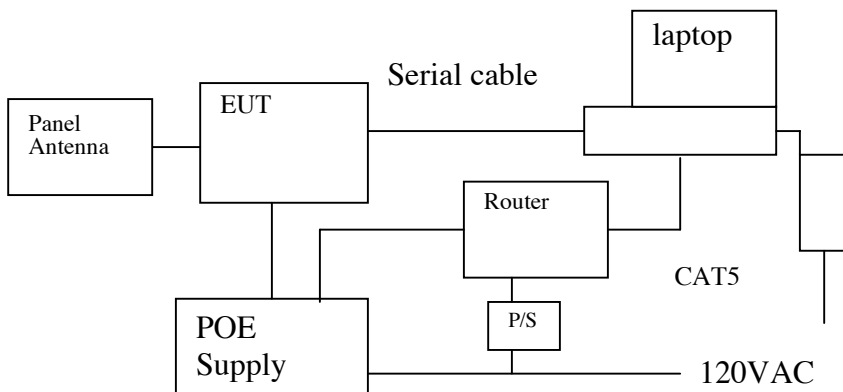 laptop
Serial cable
EUT
Panel
Antenna
Router
CAT5
P/S
POE
Supply
120VAC